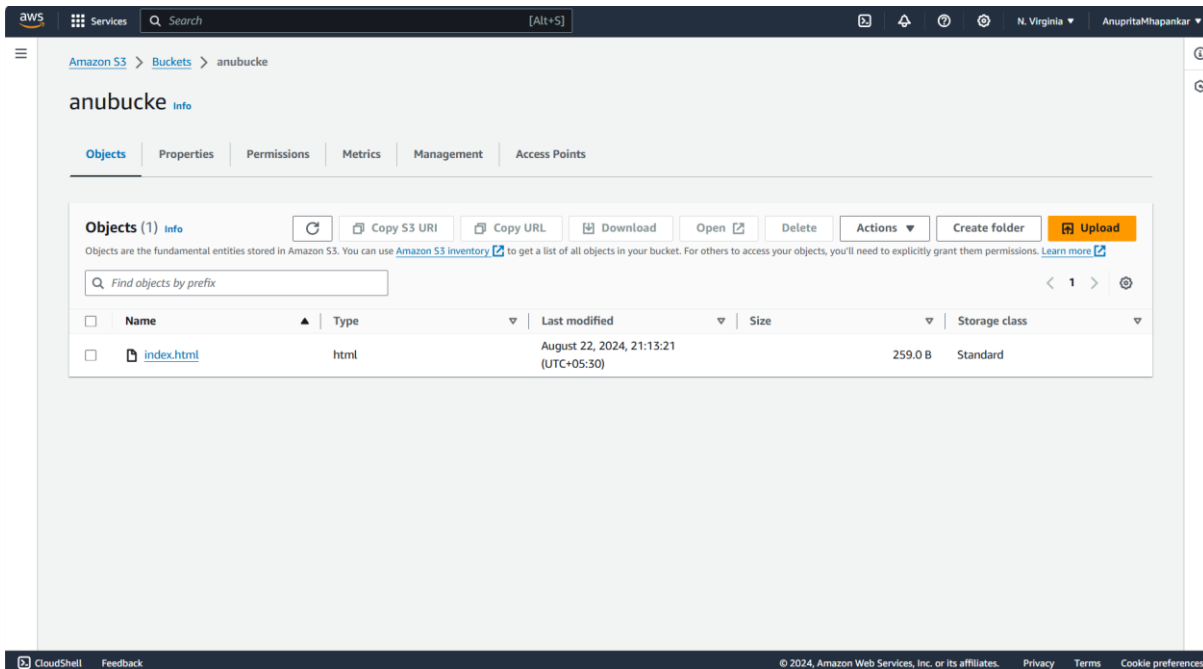 aws Services Search [Alt+S] N. Virginia ▼ AnupritaMhapankar ▼
Amazon S3 > Buckets > anubucke
anubucke Info
Objects Properties Permissions Metrics Management Access Points
Objects (1) Info Copy S3 URI Copy URL Download Open Delete Actions ▼ Create folder Upload
Objects are the fundamental entities stored in Amazon S3. You can use Amazon S3 inventory to get a list of all objects in your bucket. For others to access your objects, you'll need to explicitly grant them permissions. Learn more
Find objects by prefix < 1 >
Name ▲ Type ▽ Last modified ▽ Size ▽ Storage class ▽
index.html html August 22, 2024, 21:13:21 259.0 B Standard
(UTC+05:30)
CloudShell Feedback © 2024, Amazon Web Services, Inc. or its affiliates. Privacy Terms Cookie preferences